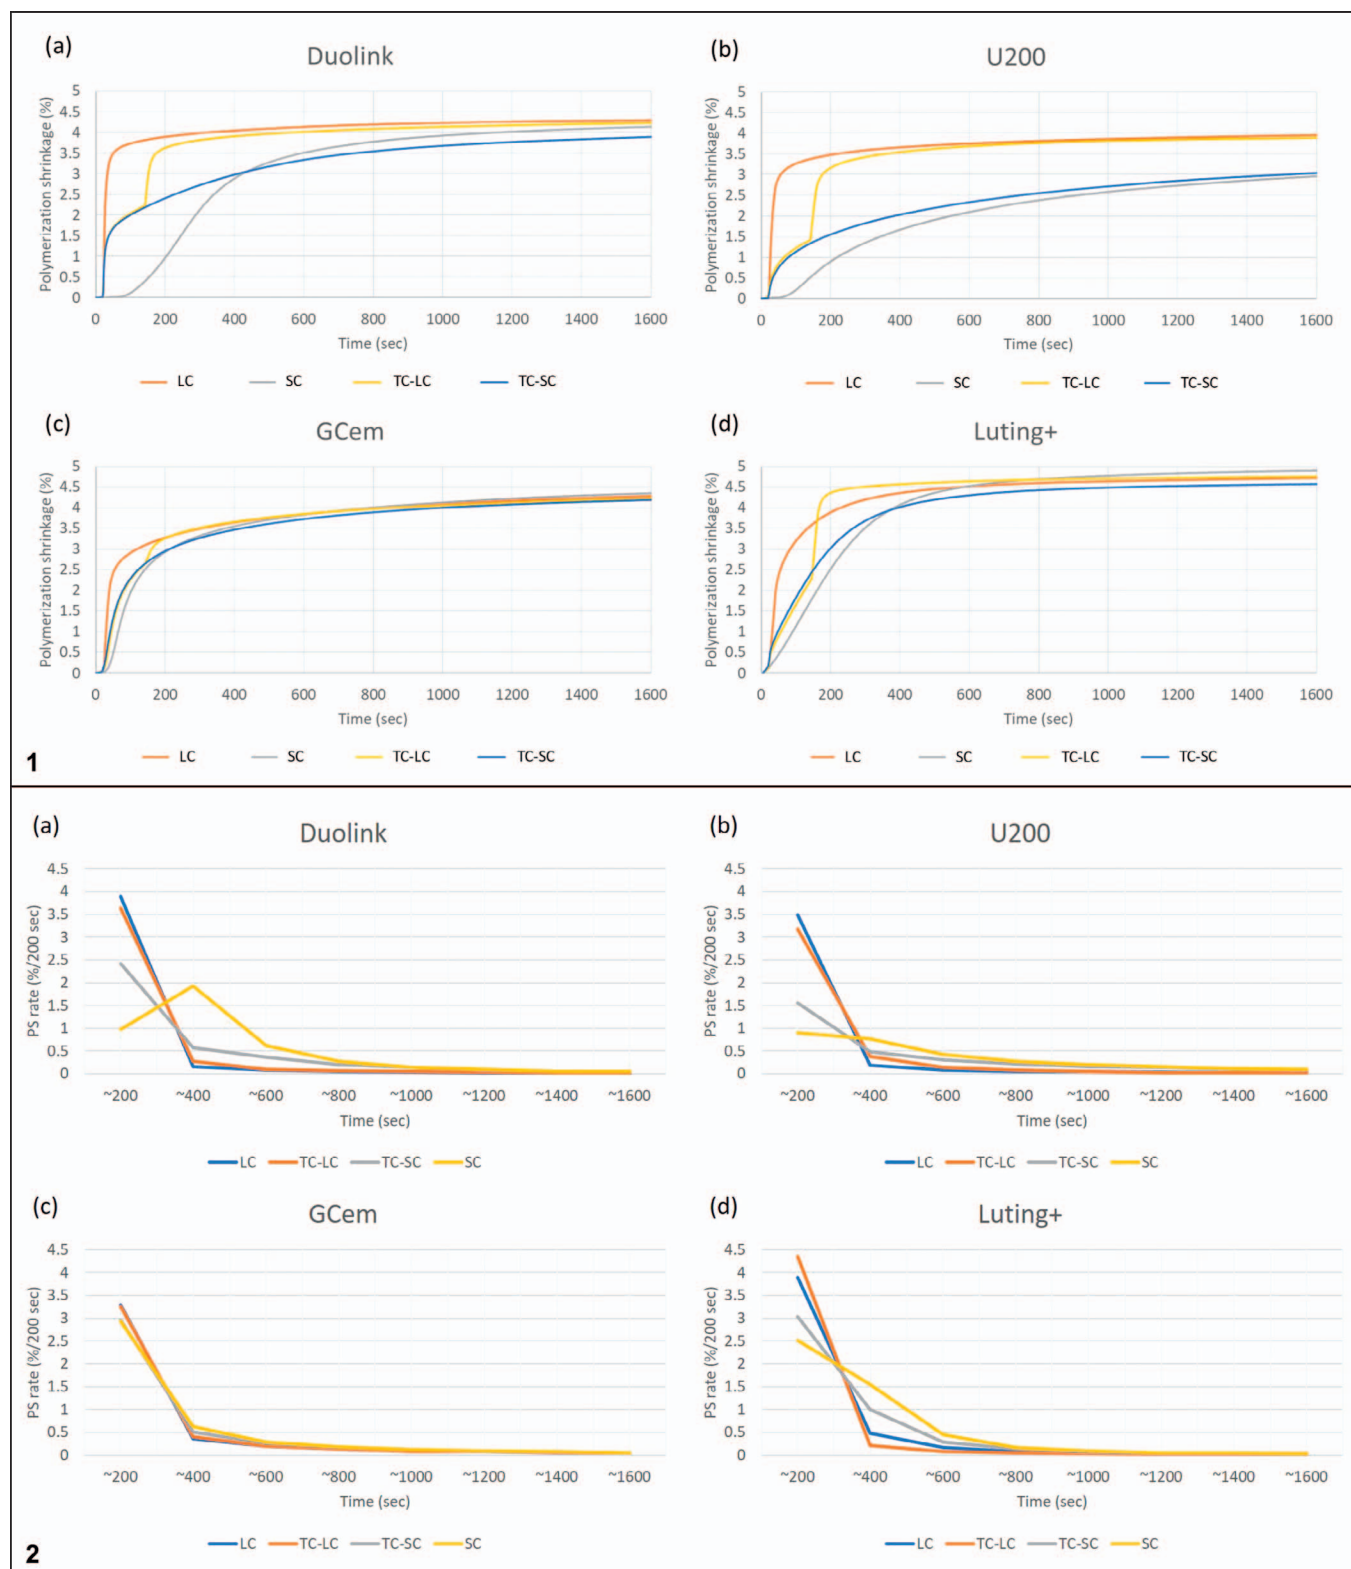 (a)
Duolink
5
4.5
4
3.5
3
2.5
2
1.5
1
0.5
0
Polymerization shrinkage (%)
0 200 400 600 800 1000 1200 1400 1600
Time (sec)
LC SC TC-LC TC-SC
(b)
U200
5
4.5
4
3.5
3
2.5
2
1.5
1
0.5
0
Polymerization shrinkage (%)
0 200 400 600 800 1000 1200 1400 1600
Time (sec)
LC SC TC-LC TC-SC
(c)
GCem
5
4.5
4
3.5
3
2.5
2
1.5
1
0.5
0
Polymerization shrinkage (%)
0 200 400 600 800 1000 1200 1400 1600
Time (sec)
LC SC TC-LC TC-SC
(d)
Luting+
5
4.5
4
3.5
3
2.5
2
1.5
1
0.5
0
Polymerization shrinkage (%)
0 200 400 600 800 1000 1200 1400 1600
Time (sec)
LC SC TC-LC TC-SC
1
(a)
Duolink
4.5
4
3.5
3
2.5
2
1.5
1
0.5
0
PS rate (%/200 sec)
~200 ~400 ~600 ~800 ~1000 ~1200 ~1400 ~1600
Time (sec)
LC TC-LC TC-SC SC
(b)
U200
4.5
4
3.5
3
2.5
2
1.5
1
0.5
0
PS rate (%/200 sec)
~200 ~400 ~600 ~800 ~1000 ~1200 ~1400 ~1600
Time (sec)
LC TC-LC TC-SC SC
(c)
GCem
4.5
4
3.5
3
2.5
2
1.5
1
0.5
0
PS rate (%/200 sec)
~200 ~400 ~600 ~800 ~1000 ~1200 ~1400 ~1600
Time (sec)
LC TC-LC TC-SC SC
(d)
Luting+
4.5
4
3.5
3
2.5
2
1.5
1
0.5
0
PS rate (%/200 sec)
~200 ~400 ~600 ~800 ~1000 ~1200 ~1400 ~1600
Time (sec)
LC TC-LC TC-SC SC
2